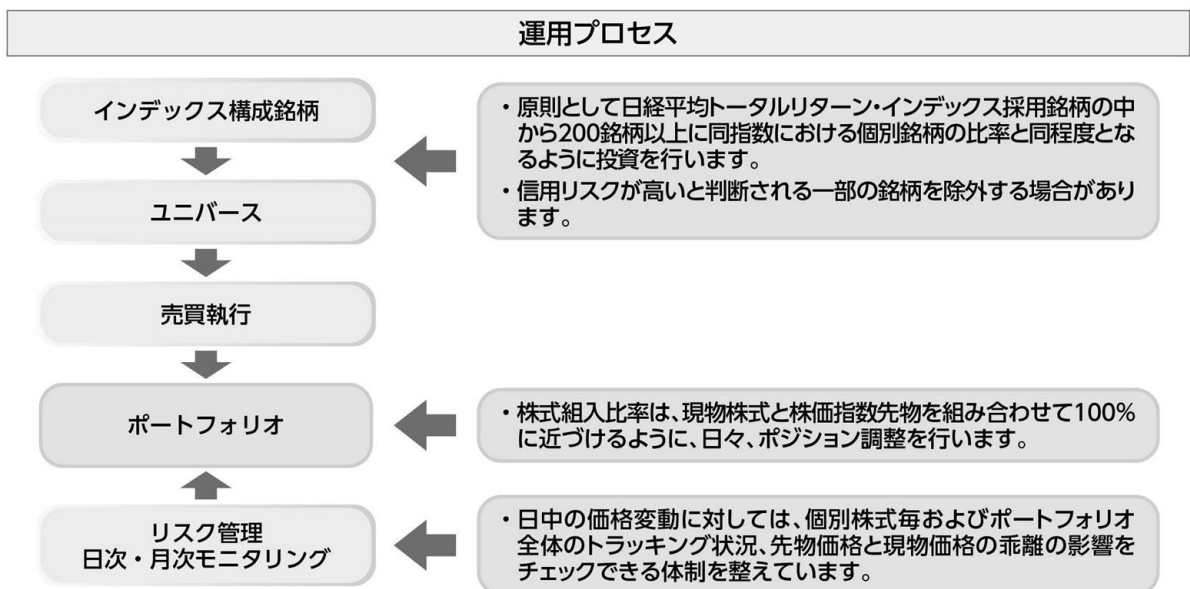 運用プロセス
インデックス構成銘柄
・原則として日経平均トータルリターン・インデックス採用銘柄の中
から200銘柄以上に同指数における個別銘柄の比率と同程度とな
るように投資を行います。
・信用リスクが高いと判断される一部の銘柄を除外する場合があり
ます。
ユニバース
売買執行
ポートフォリオ
・株式組入比率は、現物株式と株価指数先物を組み合わせて100%
に近づけるように、日々、ポジション調整を行います。
リスク管理
日次・月次モニタリング
・日中の価格変動に対しては、個別株式毎およびポートフォリオ
全体のトラッキング状況、先物価格と現物価格の乖離の影響を
チェックできる体制を整えています。